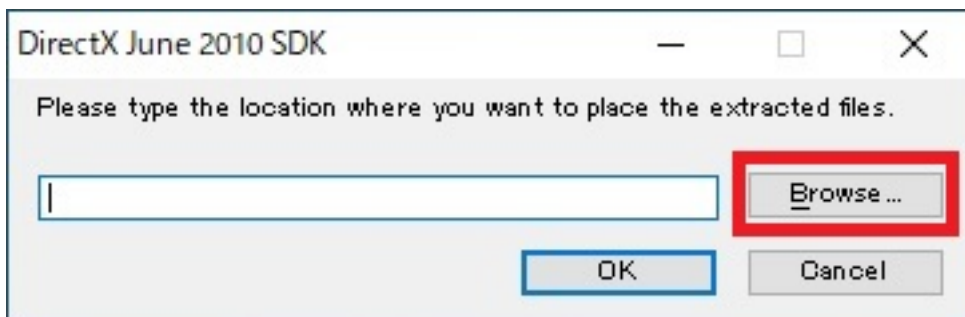 DirectX June 2010 SDK
Please type the location where you want to place the extracted files.
Browse...
OK
Cancel